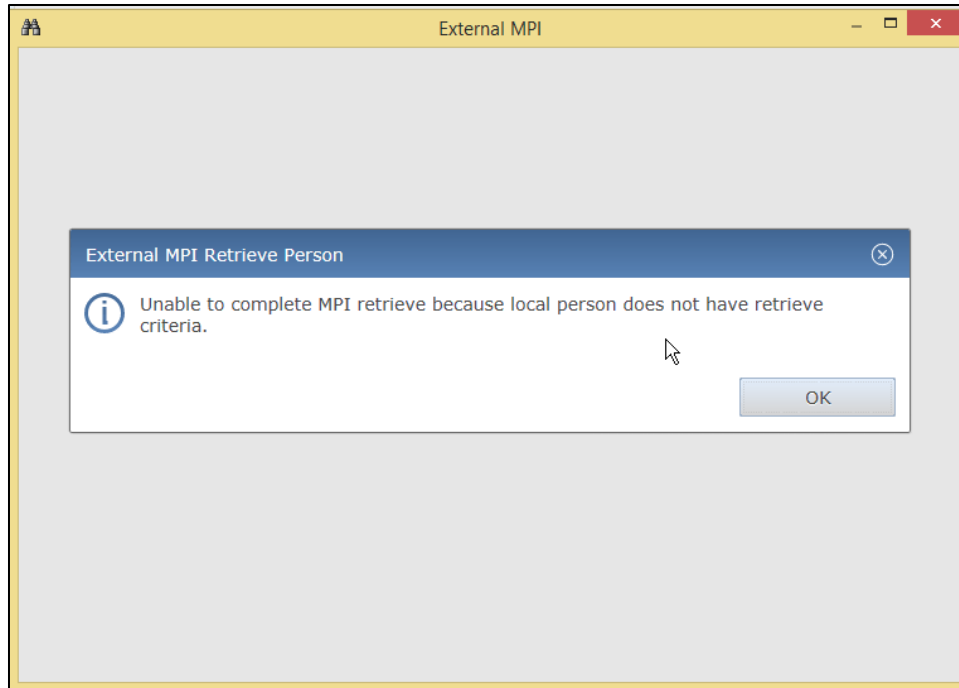 External MPI
External MPI Retrieve Person
Unable to complete MPI retrieve because local person does not have retrieve
criteria.
OK